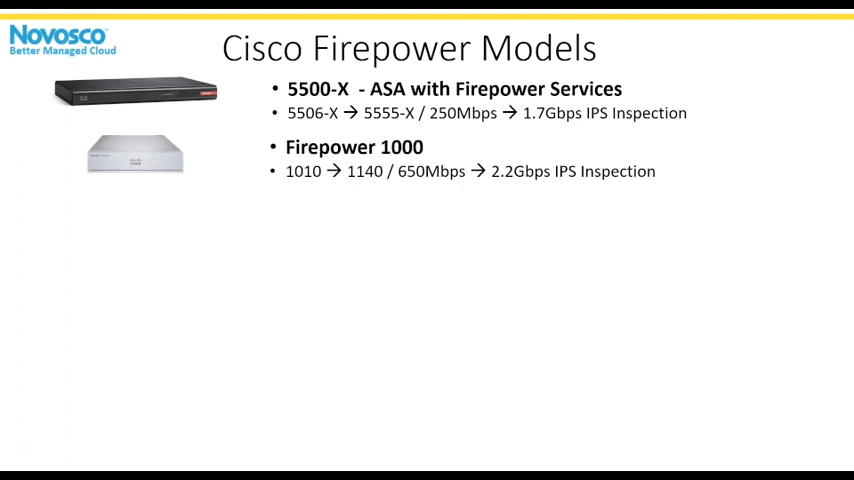 Novosco
Better Managed Cloud
Cisco Firepower Models
• 5500-X - ASA with Firepower Services
• 5506-X → 5555-X / 250Mbps → 1.7Gbps IPS Inspection
• Firepower 1000
• 1010 → 1140 / 650Mbps → 2.2Gbps IPS Inspection